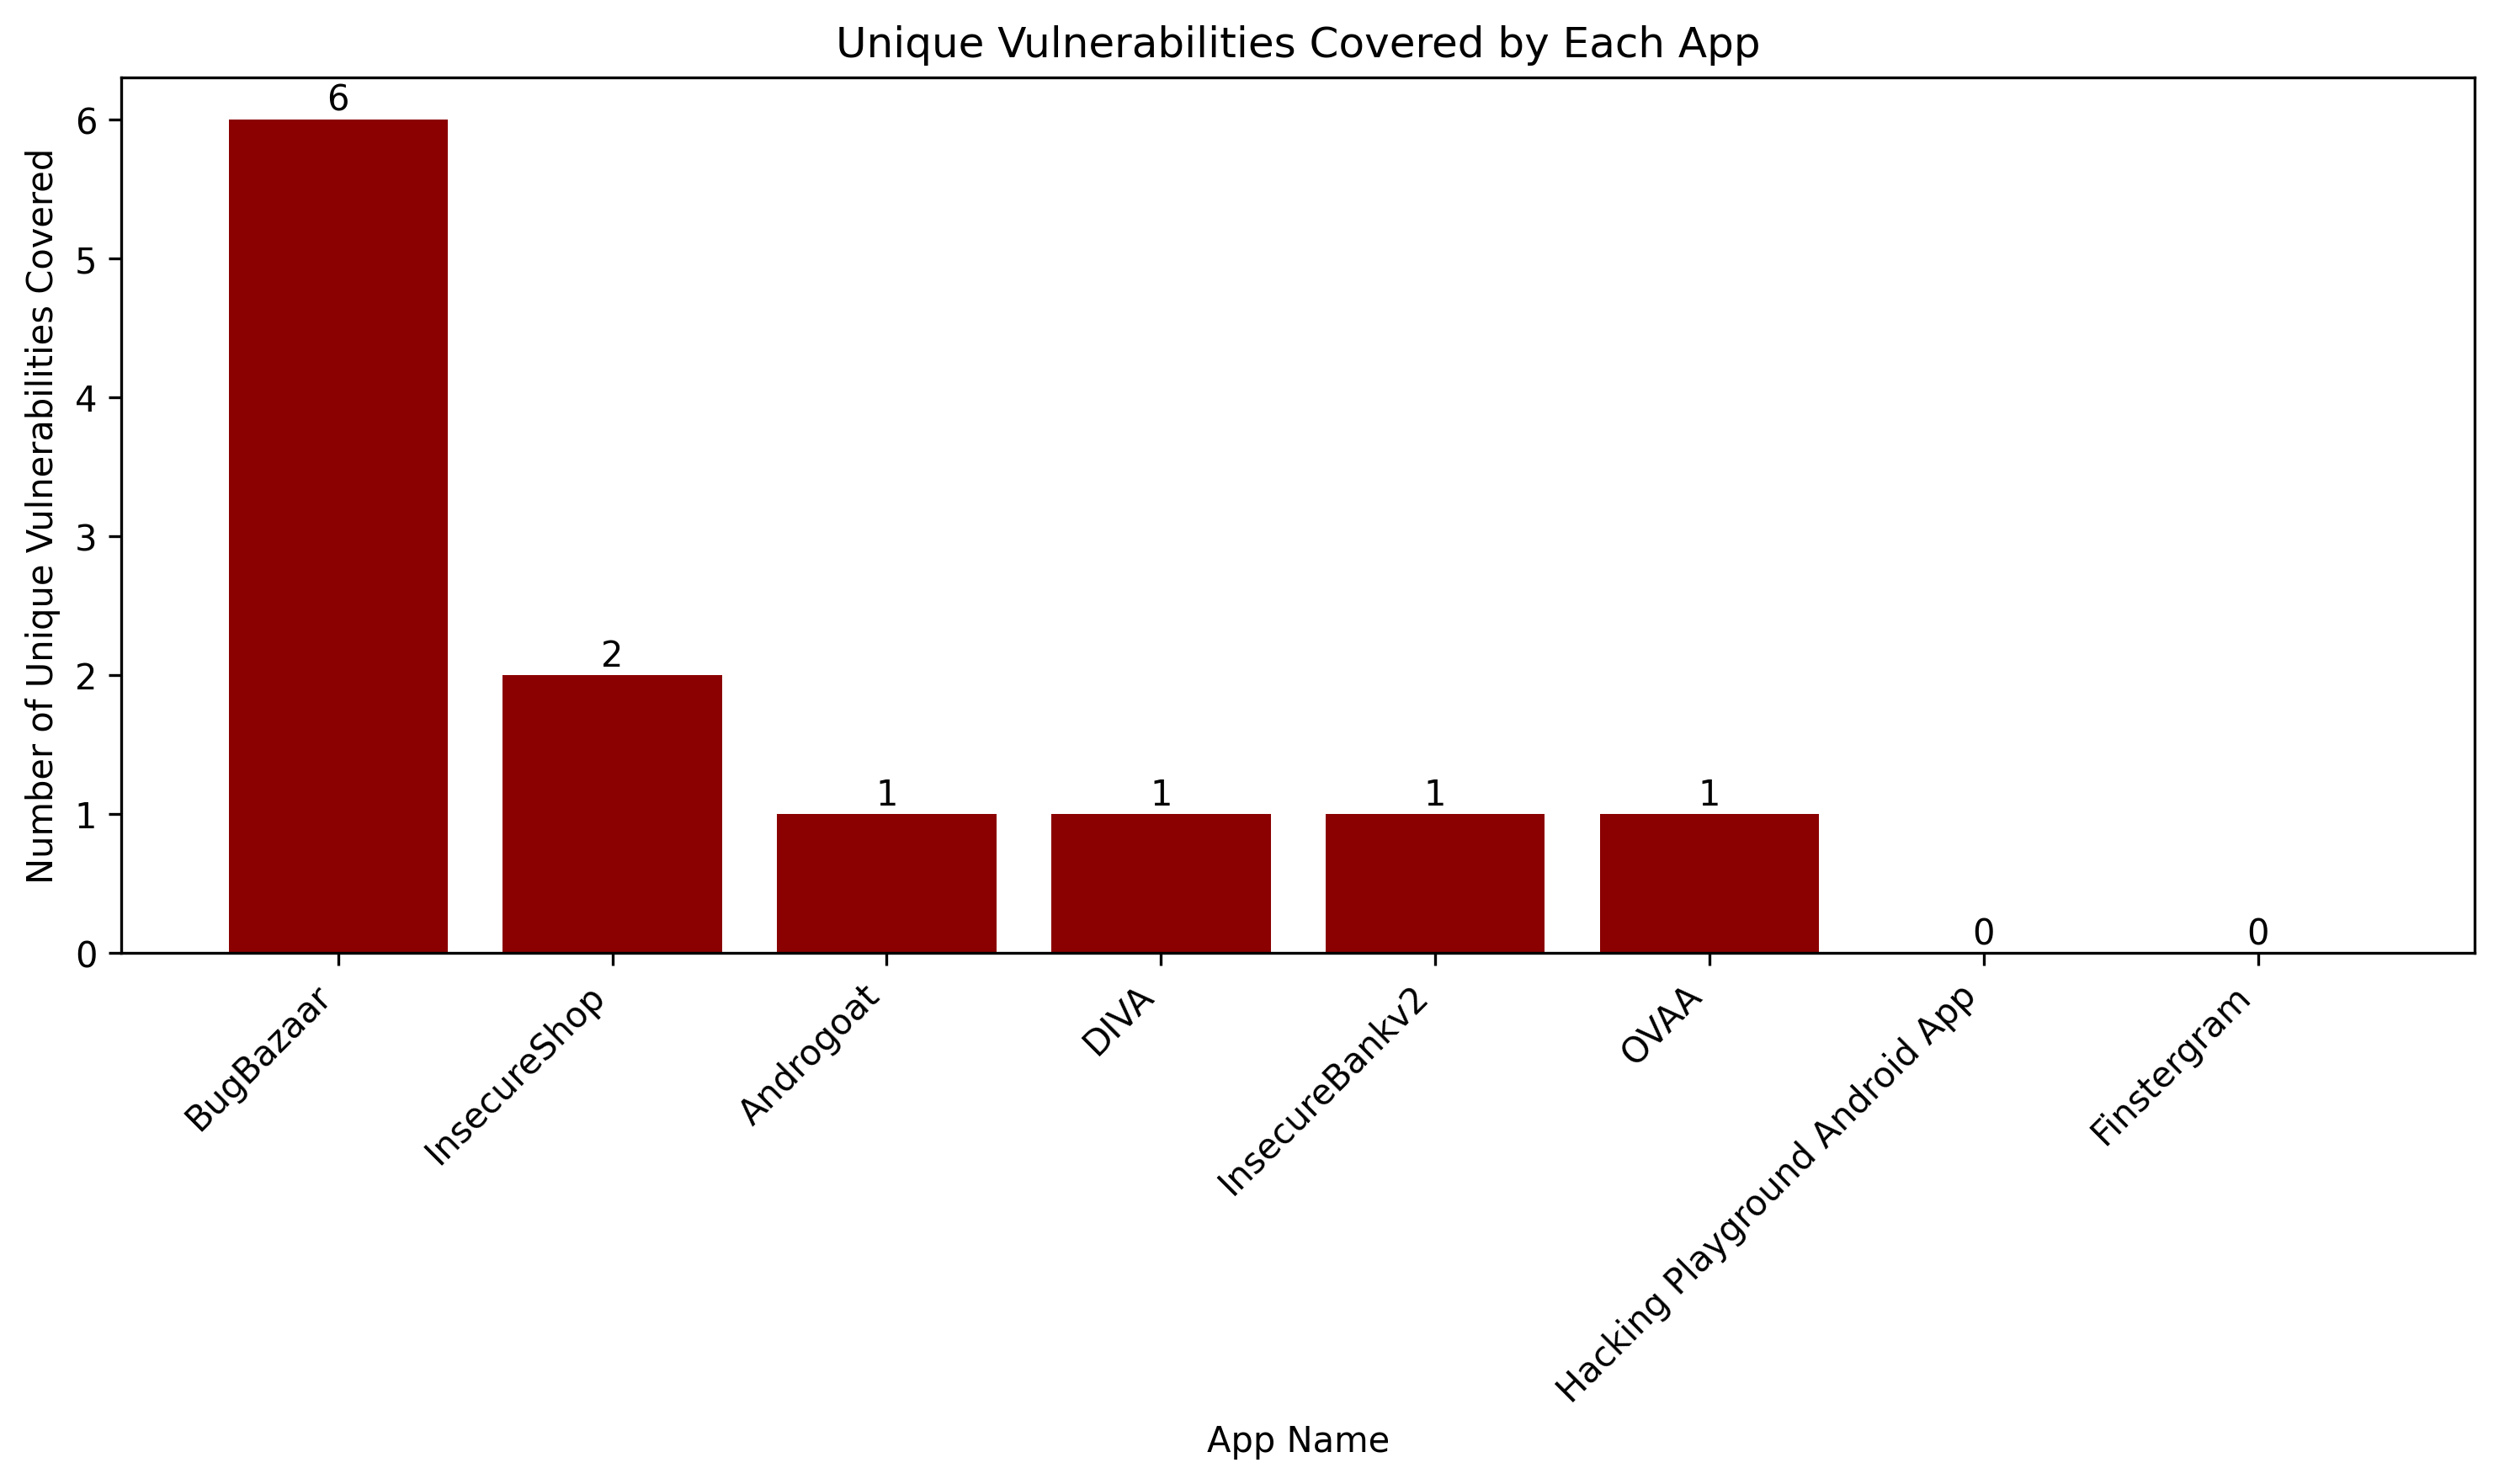 Unique Vulnerabilities Covered by Each App
Number of Unique Vulnerabilities Covered
6
5
4
3
2
1
0
6
2
1
1
1
1
0
0
BugBazaar
InsecureShop
Androgoat
DIVA
InsecureBankv2
OVAA
Hacking Playground Android App
Finstergram
App Name